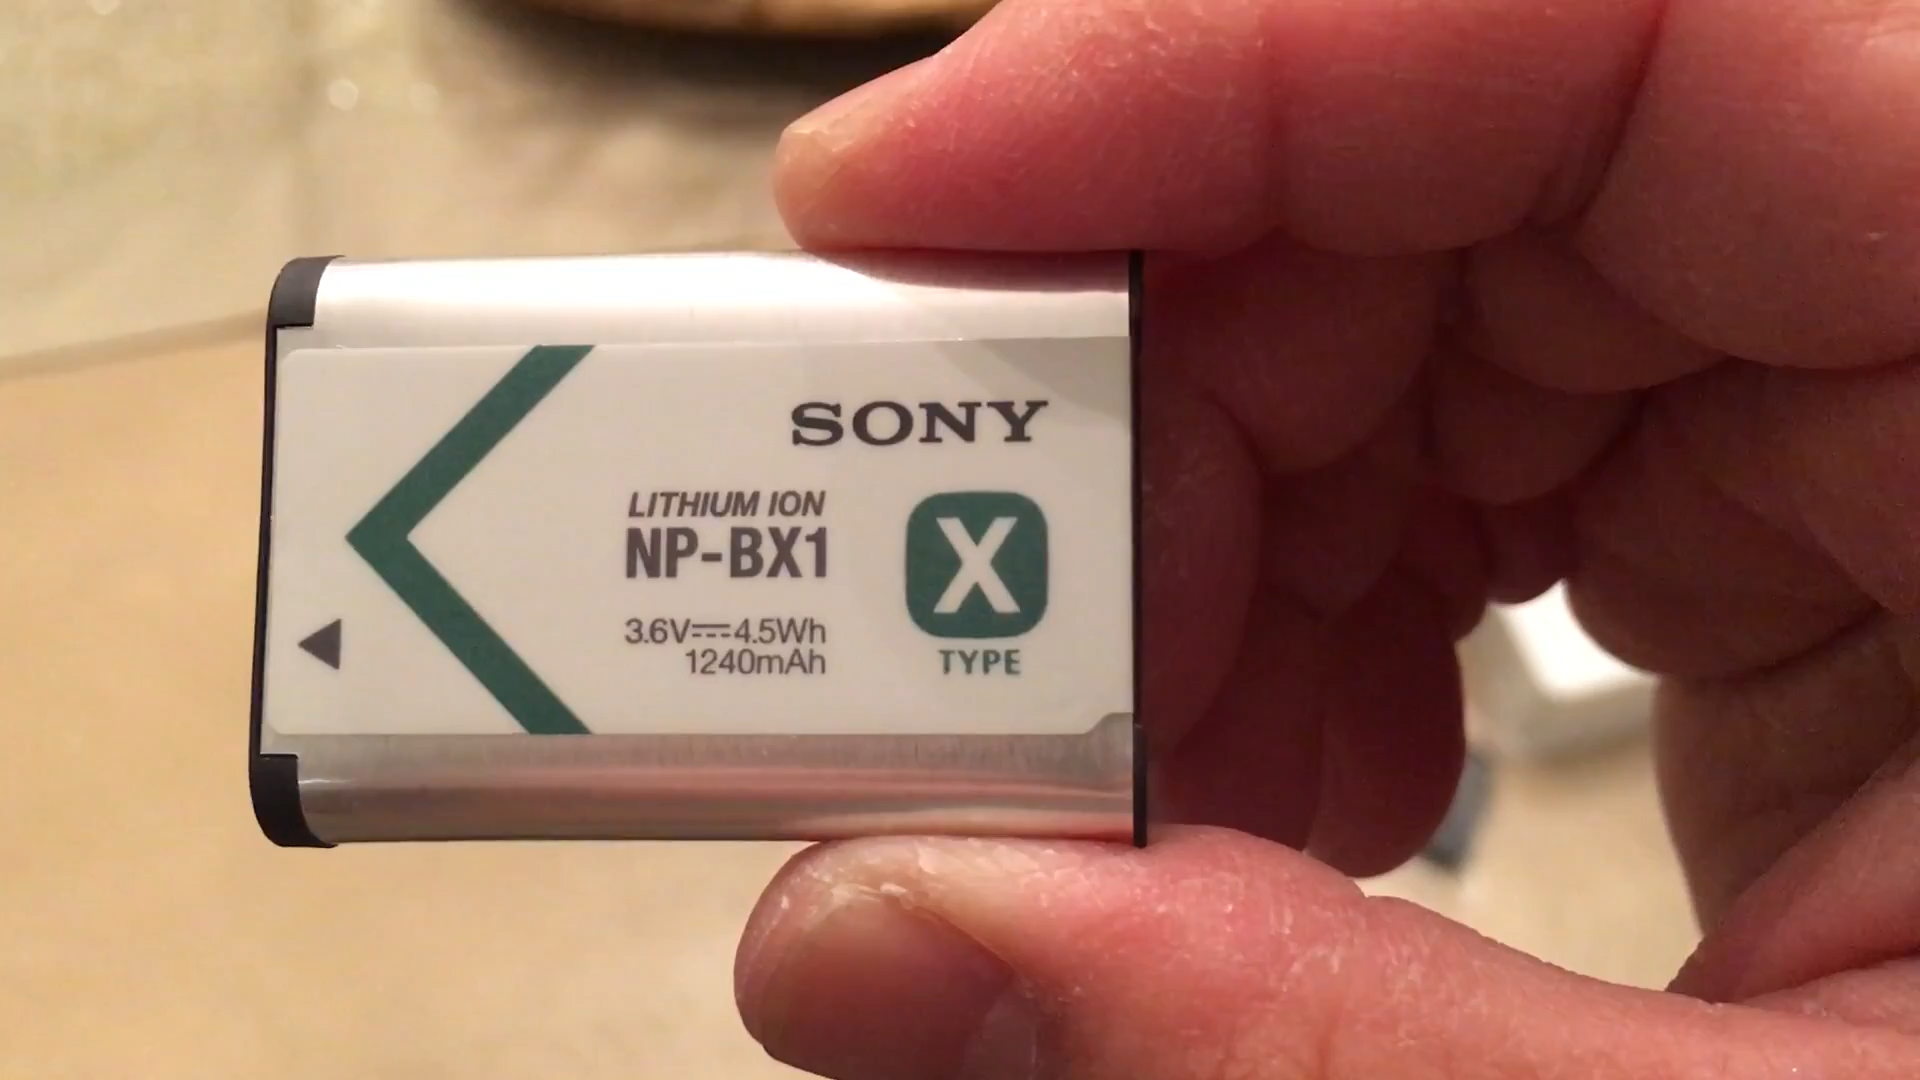 SONY
LITHIUM ION
NP-BX1
3.6V⎓4.5Wh
1240mAh
X
TYPE